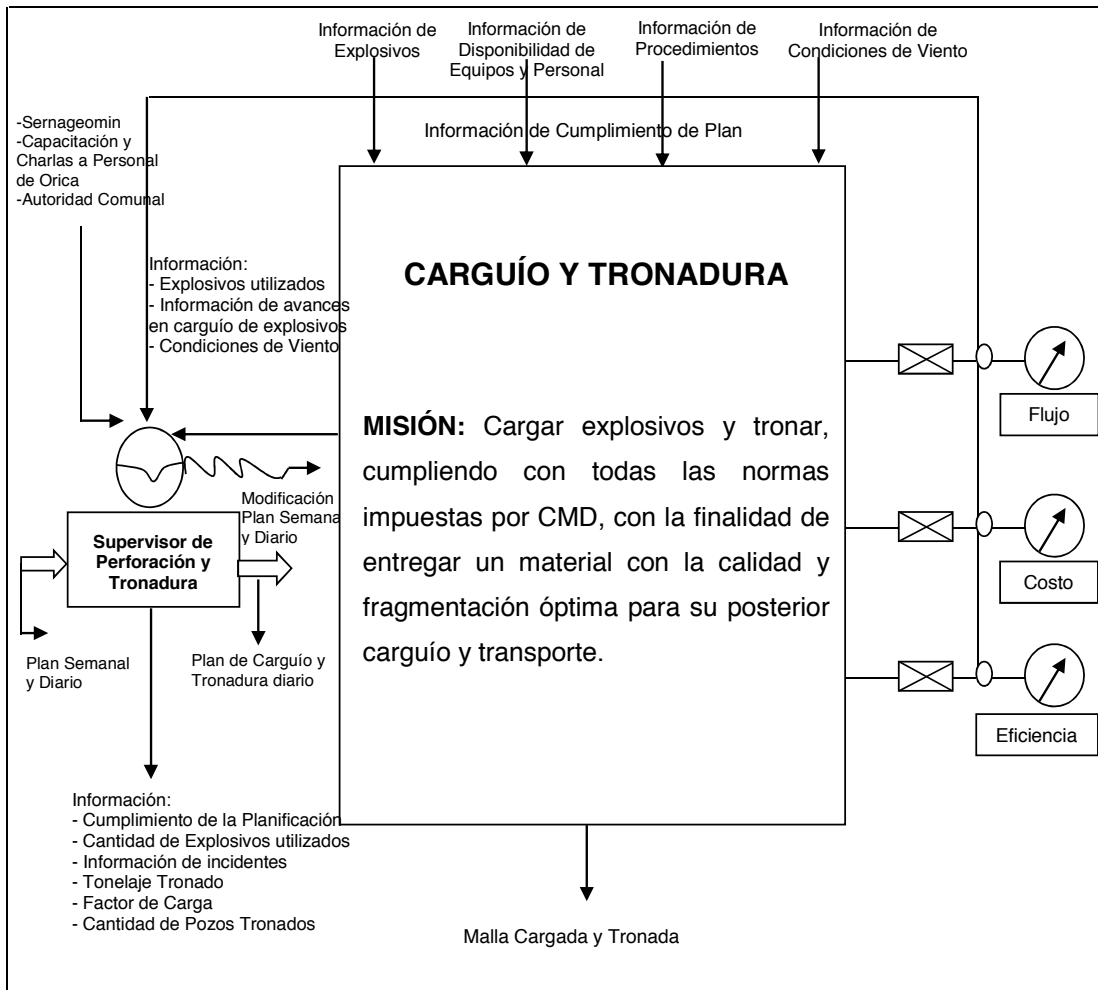 Información de
Explosivos
Información de
Disponibilidad de
Equipos y Personal
Información de
Procedimientos
Información de
Condiciones de Viento
-Sernageomin
-Capacitación y
Charlas a Personal
de Orica
-Autoridad Comunal
Información de Cumplimiento de Plan
Información:
- Explosivos utilizados
- Información de avances
en carguío de explosivos
- Condiciones de Viento
CARGUÍO Y TRONADURA
MISIÓN: Cargar explosivos y tronar,
cumpliendo con todas las normas
impuestas por CMD, con la finalidad de
entregar un material con la calidad y
fragmentación óptima para su posterior
carguío y transporte.
Flujo
Costo
Eficiencia
Modificación
Plan Semana
y Diario
Supervisor de
Perforación y
Tronadura
Plan Semanal
y Diario
Plan de Carguío y
Tronadura diario
Información:
- Cumplimiento de la Planificación
- Cantidad de Explosivos utilizados
- Información de incidentes
- Tonelaje Tronado
- Factor de Carga
- Cantidad de Pozos Tronados
Malla Cargada y Tronada